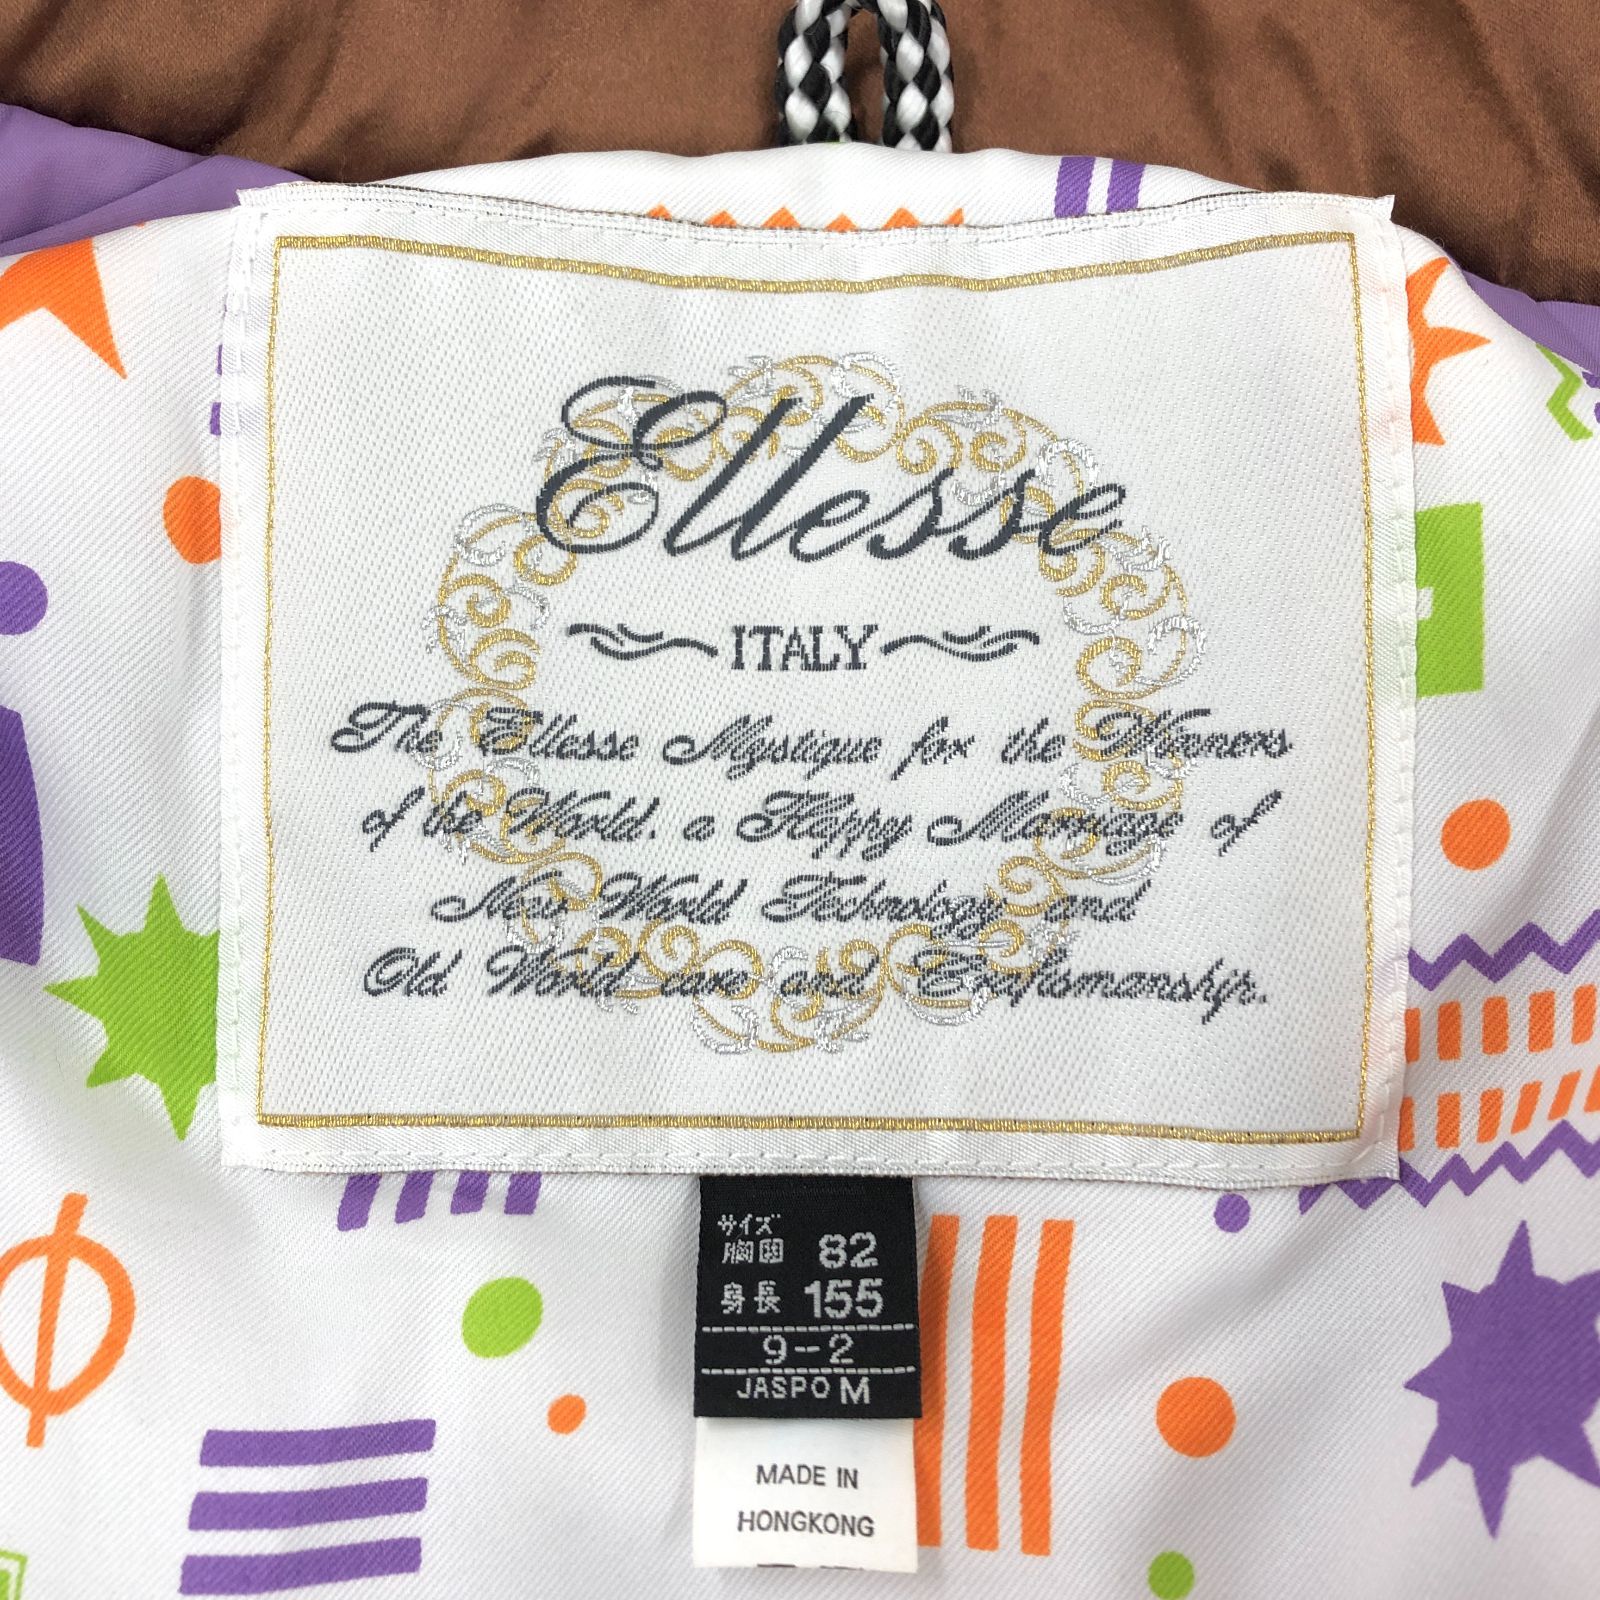 Ellesse
ITALY
The Ellesse Mystique for the Winners
of the World. a Happy Marriage of
New World Technology and
Old World care and Craftsmanship.
サイズ
胸囲 82
身長 155
9-2
JASPO M
MADE IN
HONGKONG